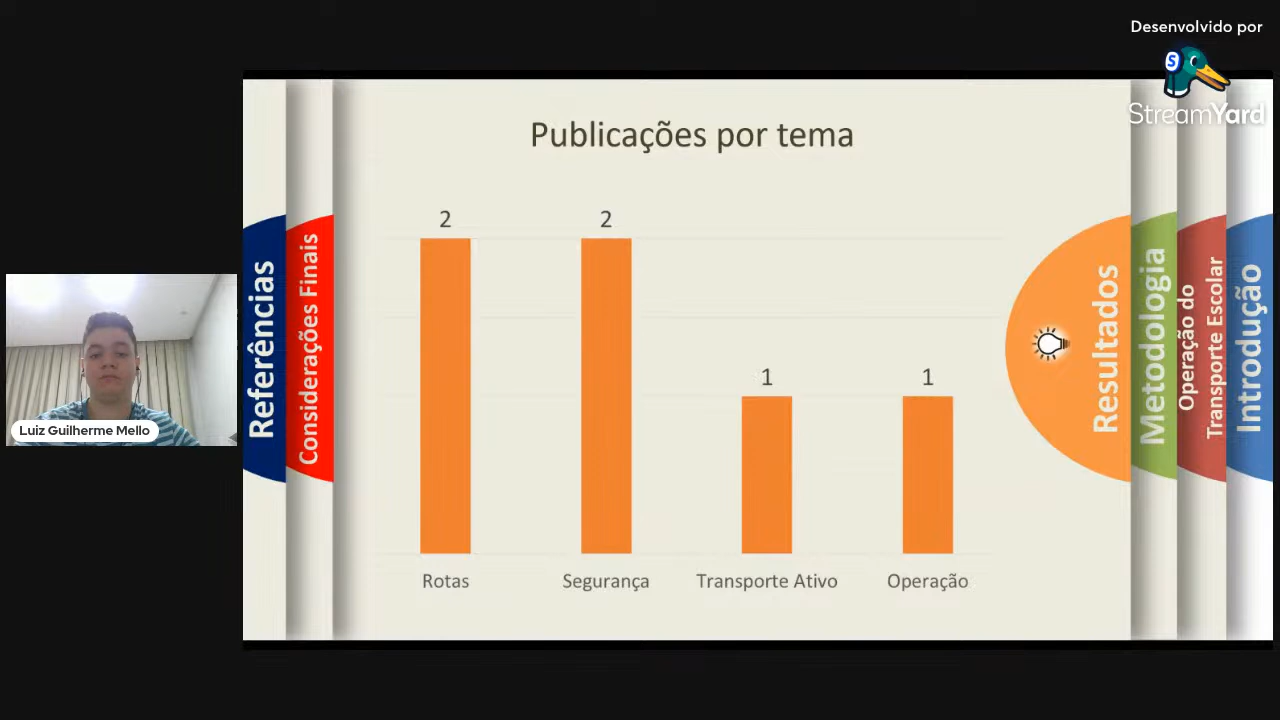 Desenvolvido por
StreamYard
Publicações por tema
2
2
1
1
Rotas
Segurança
Transporte Ativo
Operação
Referências
Considerações Finais
Resultados
Metodologia
Operação do
Transporte Escolar
Introdução
Luiz Guilherme Mello